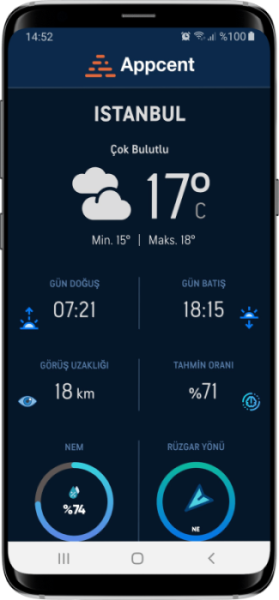 14:52 %100
Appcent
ISTANBUL
Çok Bulutlu
17°
C
Min. 15° | Maks. 18°
GÜN DOĞUŞ GÜN BATIŞ
07:21 18:15
GÖRÜŞ UZAKLIĞI TAHMİN ORANI
18 KM %71
NEM RÜZGAR YÖNÜ
%74 NE